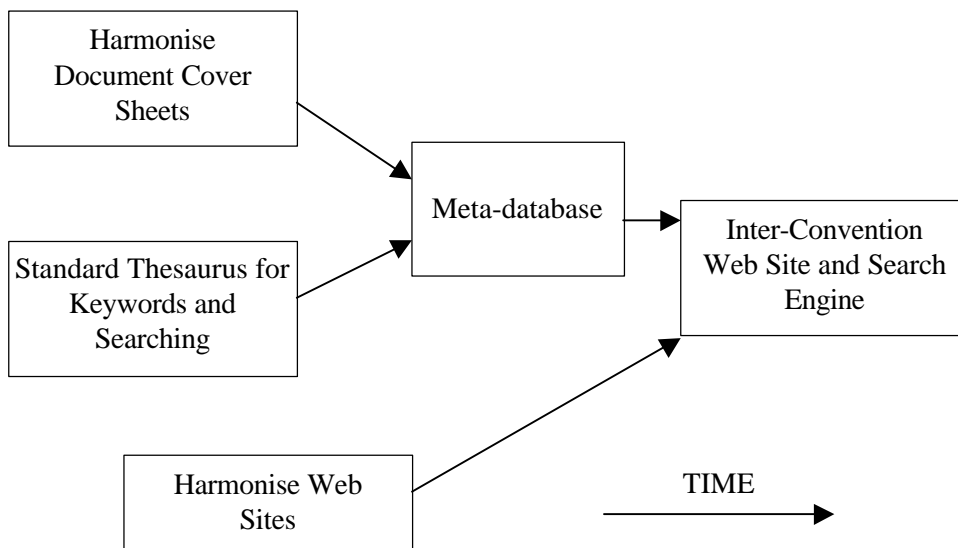 Harmonise
Document Cover
Sheets
Meta-database
Inter-Convention
Web Site and Search
Engine
Standard Thesaurus for
Keywords and
Searching
Harmonise Web
Sites
TIME